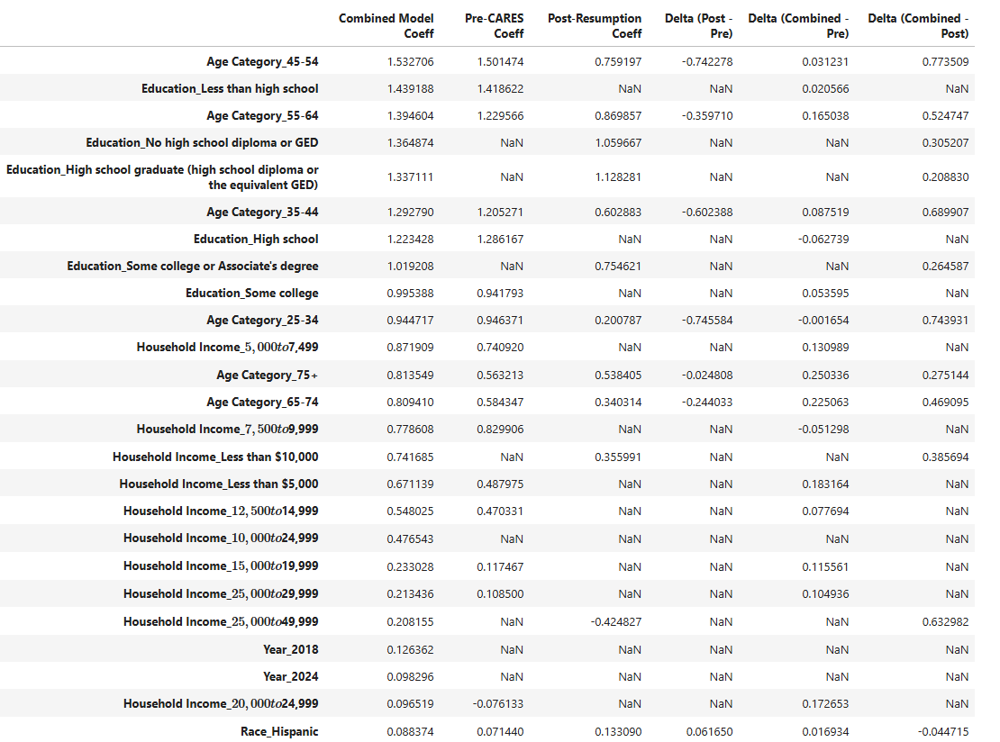 Combined Model Coeff Pre-CARES Coeff Post-Resumption Coeff Delta (Post - Pre) Delta (Combined - Pre) Delta (Combined - Post)
Age Category_45-54 1.532706 1.501474 0.759197 -0.742278 0.031231 0.773509
Education_Less than high school 1.439188 1.418622 NaN NaN 0.020566 NaN
Age Category_55-64 1.394604 1.229566 0.869857 -0.359710 0.165038 0.524747
Education_No high school diploma or GED 1.364874 NaN 1.059667 NaN NaN 0.305207
Education_High school graduate (high school diploma or
the equivalent GED) 1.337111 NaN 1.128281 NaN NaN 0.208830
Age Category_35-44 1.292790 1.205271 0.602883 -0.602388 0.087519 0.689907
Education_High school 1.223428 1.286167 NaN NaN -0.062739 NaN
Education_Some college or Associate's degree 1.019208 NaN 0.754621 NaN NaN 0.264587
Education_Some college 0.995388 0.941793 NaN NaN 0.053595 NaN
Age Category_25-34 0.944717 0.946371 0.200787 -0.745584 -0.001654 0.743931
Household Income_5,000to7,499 0.871909 0.740920 NaN NaN 0.130989 NaN
Age Category_75+ 0.813549 0.563213 0.538405 -0.024808 0.250336 0.275144
Age Category_65-74 0.809410 0.584347 0.340314 -0.244033 0.225063 0.469095
Household Income_7,500to9,999 0.778608 0.829906 NaN NaN -0.051298 NaN
Household Income_Less than $10,000 0.741685 NaN 0.355991 NaN NaN 0.385694
Household Income_Less than $5,000 0.671139 0.487975 NaN NaN 0.183164 NaN
Household Income_12,500to14,999 0.548025 0.470331 NaN NaN 0.077694 NaN
Household Income_10,000to24,999 0.476543 NaN NaN NaN NaN NaN
Household Income_15,000to19,999 0.233028 0.117467 NaN NaN 0.115561 NaN
Household Income_25,000to29,999 0.213436 0.108500 NaN NaN 0.104936 NaN
Household Income_25,000to49,999 0.208155 NaN -0.424827 NaN NaN 0.632982
Year_2018 0.126362 NaN NaN NaN NaN NaN
Year_2024 0.098296 NaN NaN NaN NaN NaN
Household Income_20,000to24,999 0.096519 -0.076133 NaN NaN 0.172653 NaN
Race_Hispanic 0.088374 0.071440 0.133090 0.061650 0.016934 -0.044715